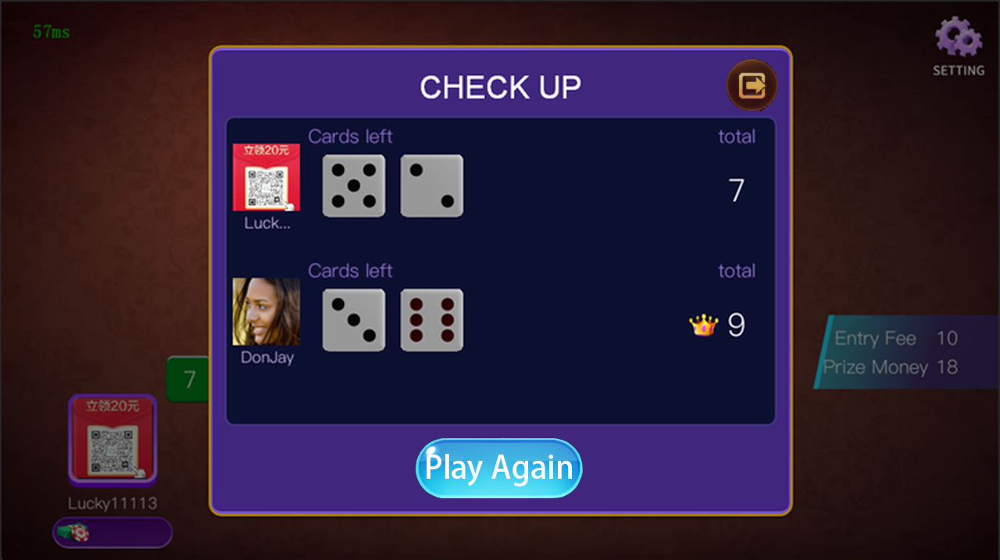 57ms
SETTING
CHECK UP
Cards left
total
立领20元
7
Luck...
Cards left
total
9
DonJay
Entry Fee 10
Prize Money 18
7
立领20元
Lucky11113
Play Again